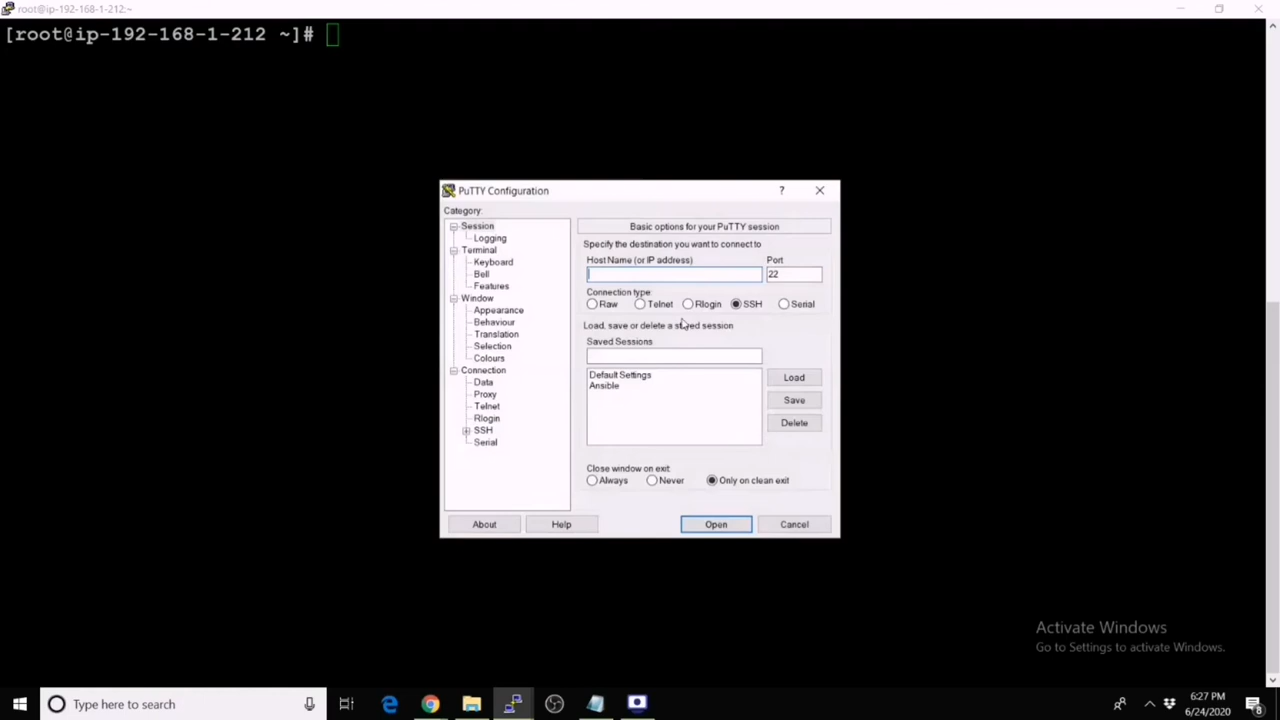 root@ip-192-168-1-212:~
[root@ip-192-168-1-212 ~]#
PuTTY Configuration
?
Category:
Session
Logging
Terminal
Keyboard
Bell
Features
Window
Appearance
Behaviour
Translation
Selection
Colours
Connection
Data
Proxy
Telnet
Rlogin
SSH
Serial
Basic options for your PuTTY session
Specify the destination you want to connect to
Host Name (or IP address) Port
22
Connection type:
Raw Telnet Rlogin SSH Serial
Load, save or delete a stored session
Saved Sessions
Default Settings
Ansible
Load
Save
Delete
Close window on exit
Always Never Only on clean exit
About Help Open Cancel
Activate Windows
Go to Settings to activate Windows.
Type here to search
6:27 PM
6/24/2020
8